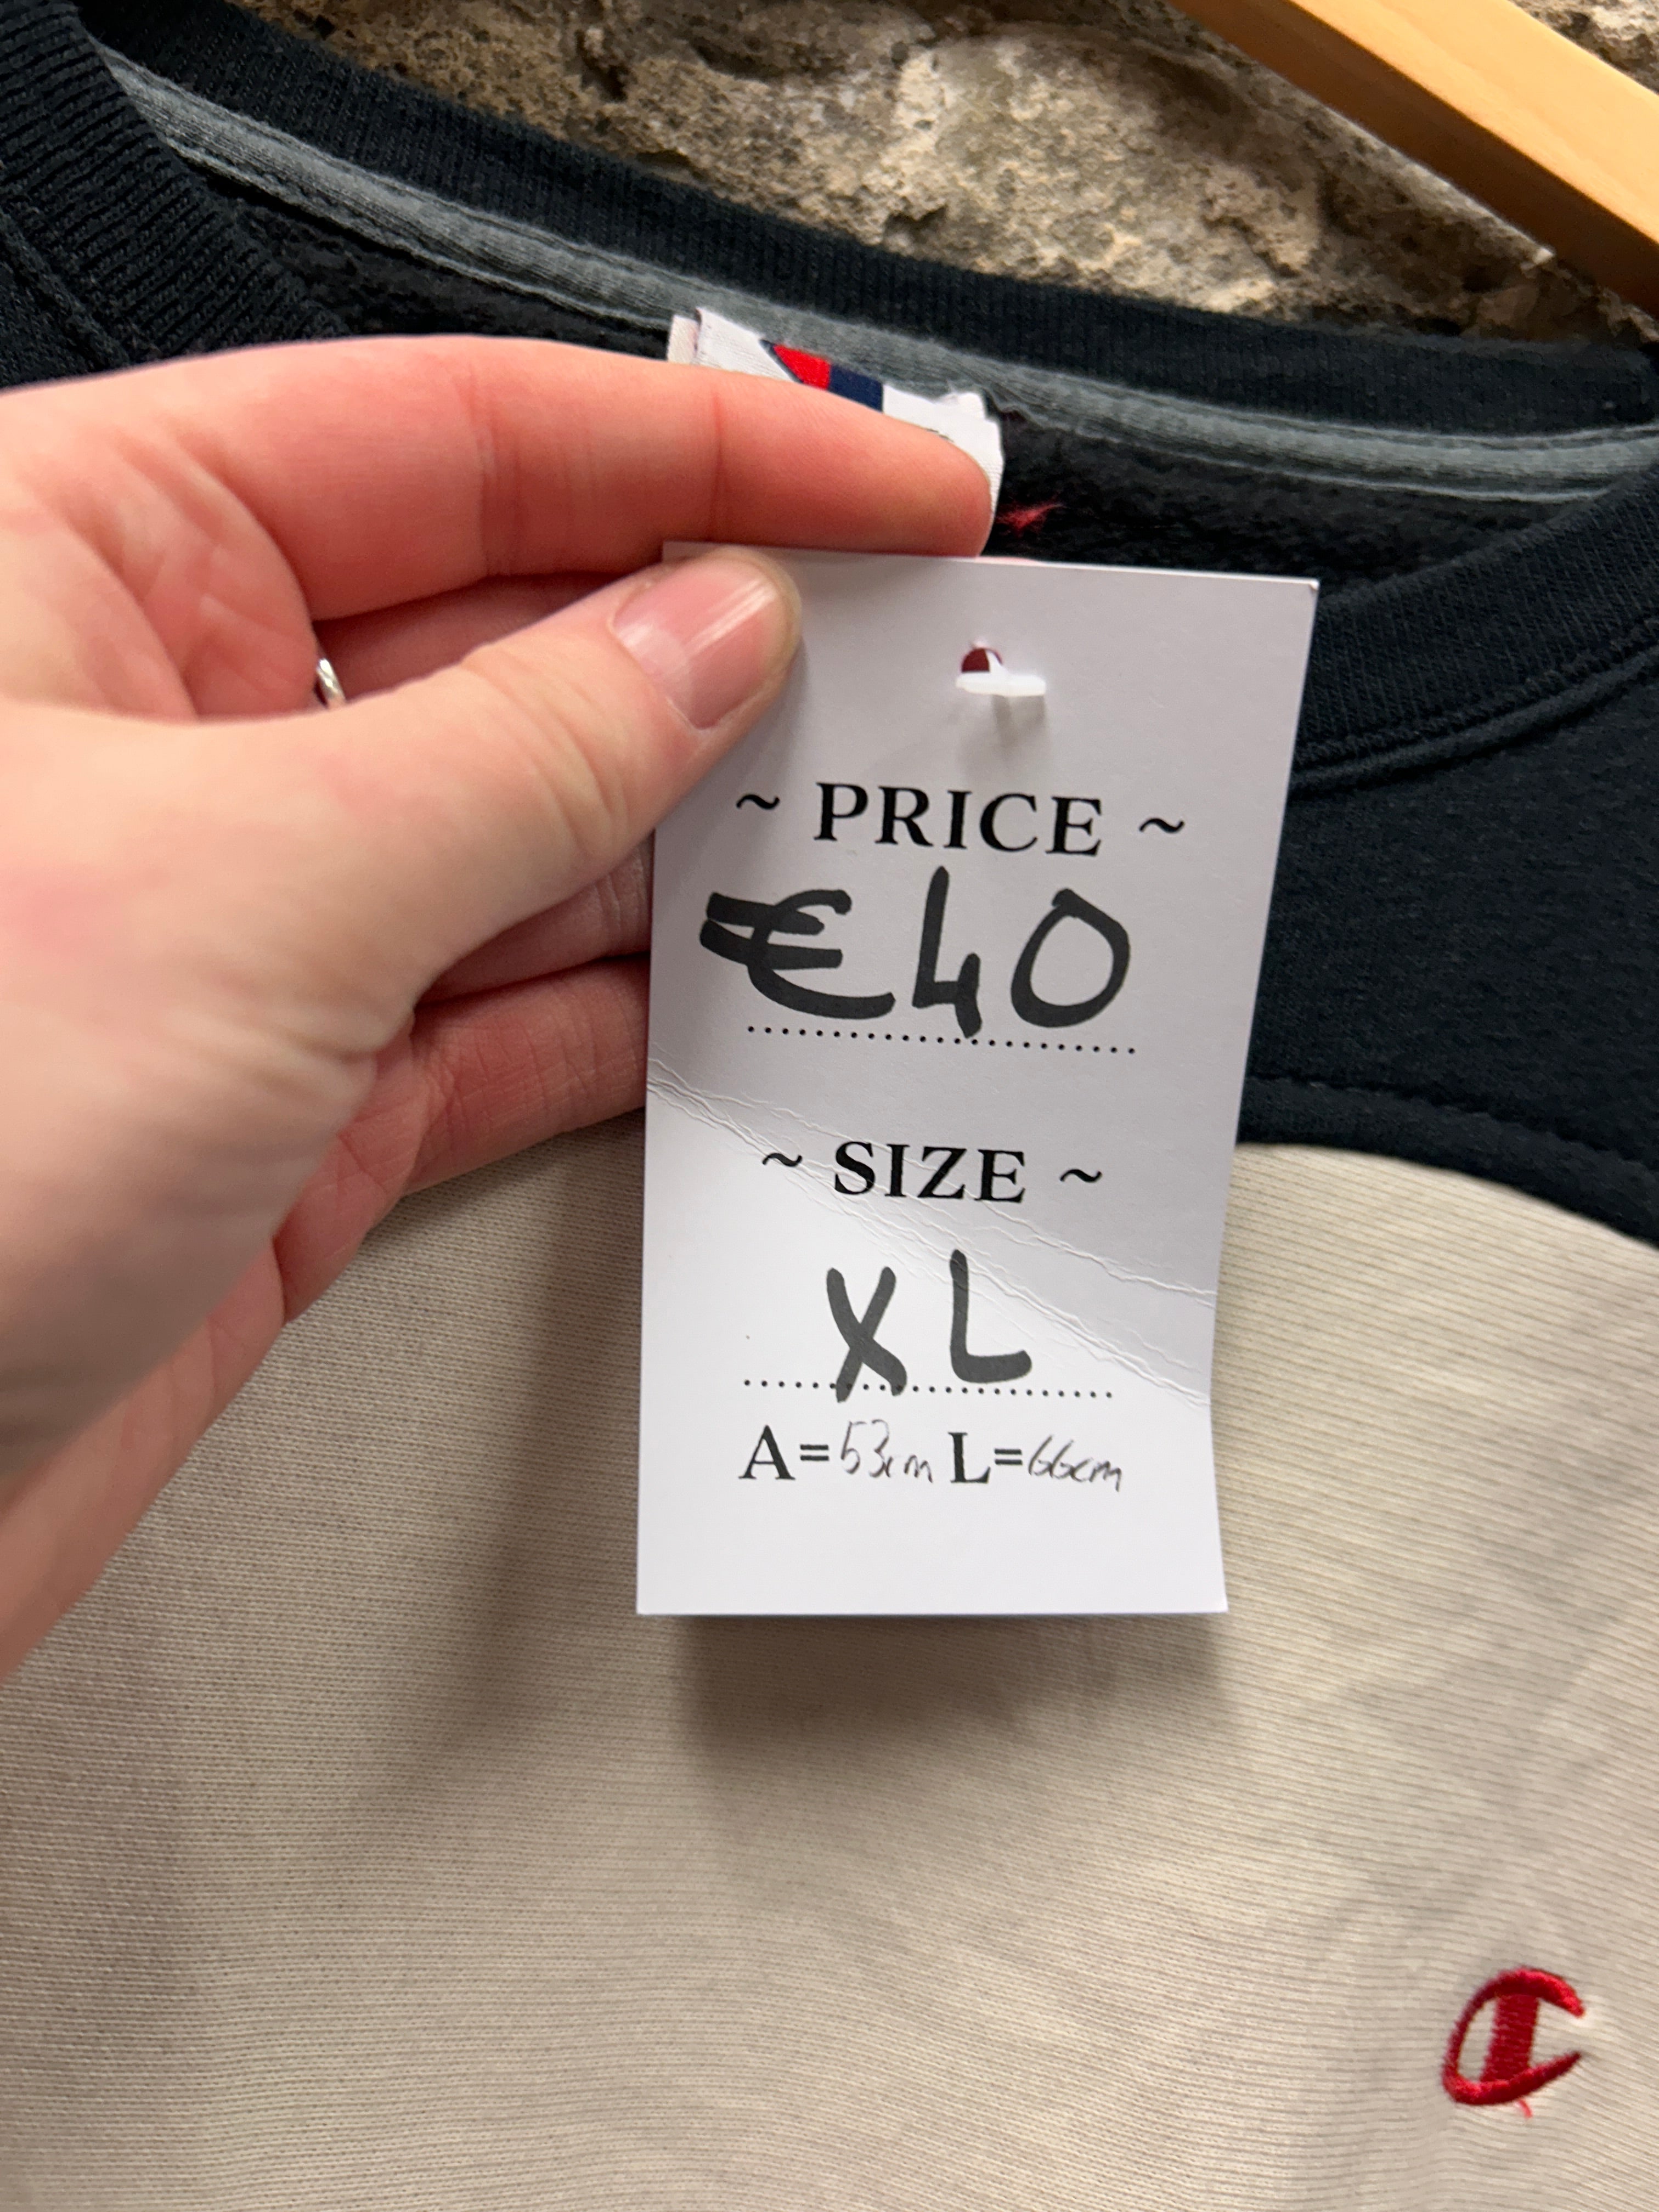 ~ PRICE ~
€40
~ SIZE ~
XL
A=53cm L=66cm